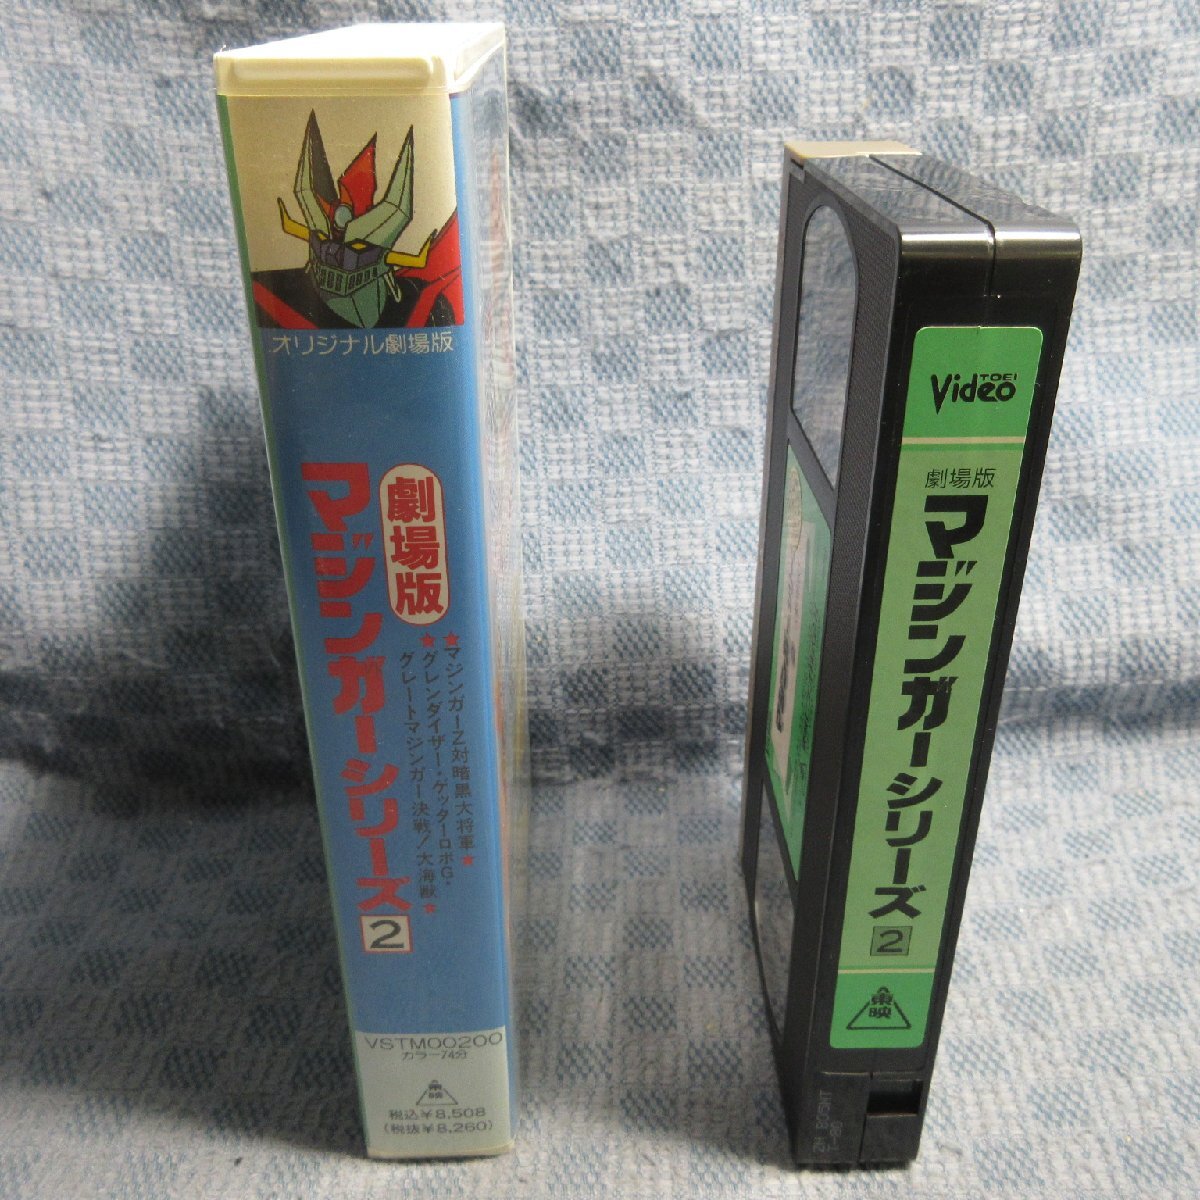 オリジナル劇場版
劇場版
マジンガーシリーズ
2
★マジンガーZ対暗黒大将軍★
★グレンダイザー・ゲッターロボG・
グレートマジンガー決戦!大海獣★
VSTM00200
カラー74分
東映
税込¥8,508
(税抜¥8,260)
TOEI
Video
劇場版
マジンガーシリーズ
2
東映